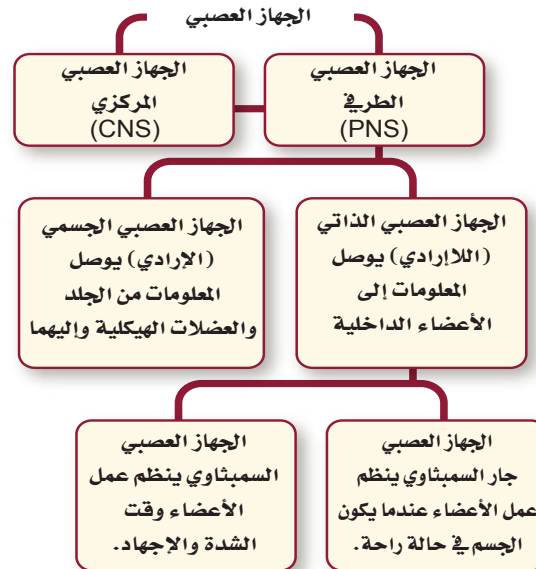 الجهاز العصبي
الجهاز العصبي
الطرفي
(PNS)
الجهاز العصبي
المركزي
(CNS)
الجهاز العصبي الذاتي
(اللاإرادي) يوصل
المعلومات إلى
الأعضاء الداخلية
الجهاز العصبي الجسمي
(الإرادي) يوصل
المعلومات من الجلد
والعضلات الهيكلية وإليهما
الجهاز العصبي
جار السمبثاوي ينظم
عمل الأعضاء عندما يكون
الجسم في حالة راحة.
الجهاز العصبي
السمبثاوي ينظم عمل
الأعضاء وقت
الشدة والإجهاد.